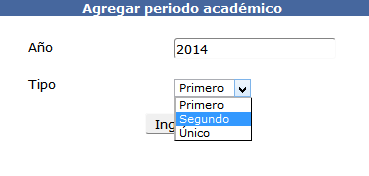 Agregar periodo académico
Año 2014
Tipo Primero
Primero
Segundo
Único